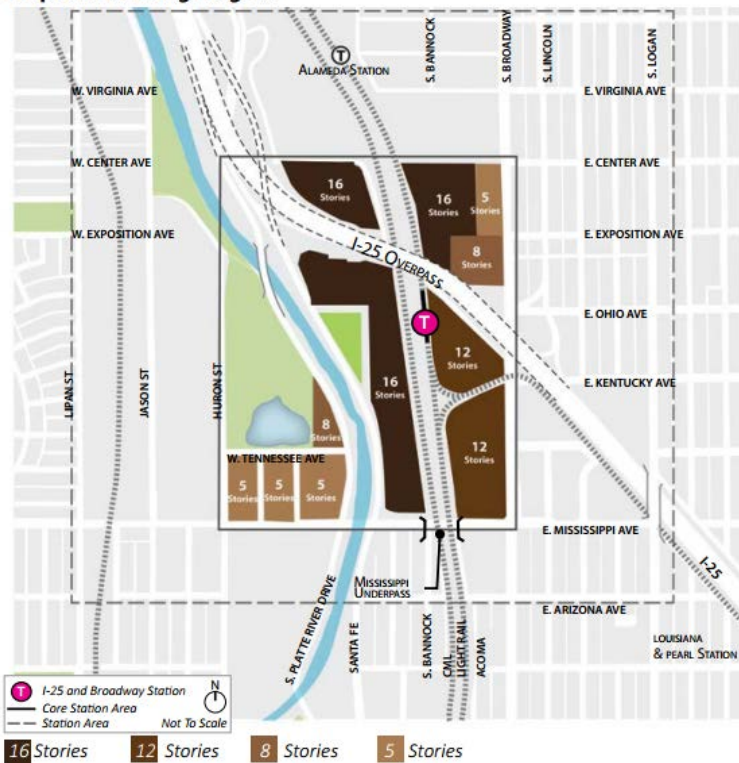 T
ALAMEDA STATION
S. BANNOCK
S. BROADWAY
S. LINCOLN
S. LOGAN
W. VIRGINIA AVE
E. VIRGINIA AVE
W. CENTER AVE
E. CENTER AVE
16
Stories
16
Stories
5
Stories
W. EXPOSITION AVE
E. EXPOSITION AVE
8
Stories
I-25 OVERPASS
T
E. OHIO AVE
12
Stories
LIPAN ST.
JASON ST
HURON ST
16
Stories
E. KENTUCKY AVE
8
Stories
12
Stories
W. TENNESSEE AVE
5
Stories
5
Stories
5
Stories
E. MISSISSIPPI AVE
I-25
MISSISSIPPI
UNDERPASS
S. PLATTE RIVER DRIVE
SANTA FE
S. BANNOCK
CML
LIGHT RAIL
ACOMA
E. ARIZONA AVE
LOUISIANA
& PEARL STATION
T I-25 and Broadway Station
Core Station Area
Station Area
N
Not To Scale
16 Stories
12 Stories
8 Stories
5 Stories